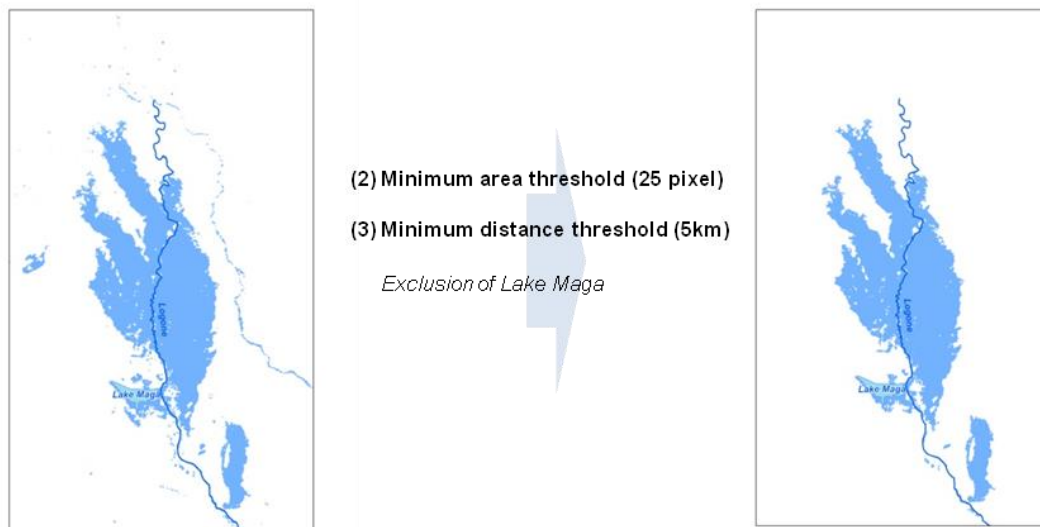 (2) Minimum area threshold (25 pixel)
(3) Minimum distance threshold (5km)
Exclusion of Lake Maga
Logone
Lake Maga
Logone
Lake Maga